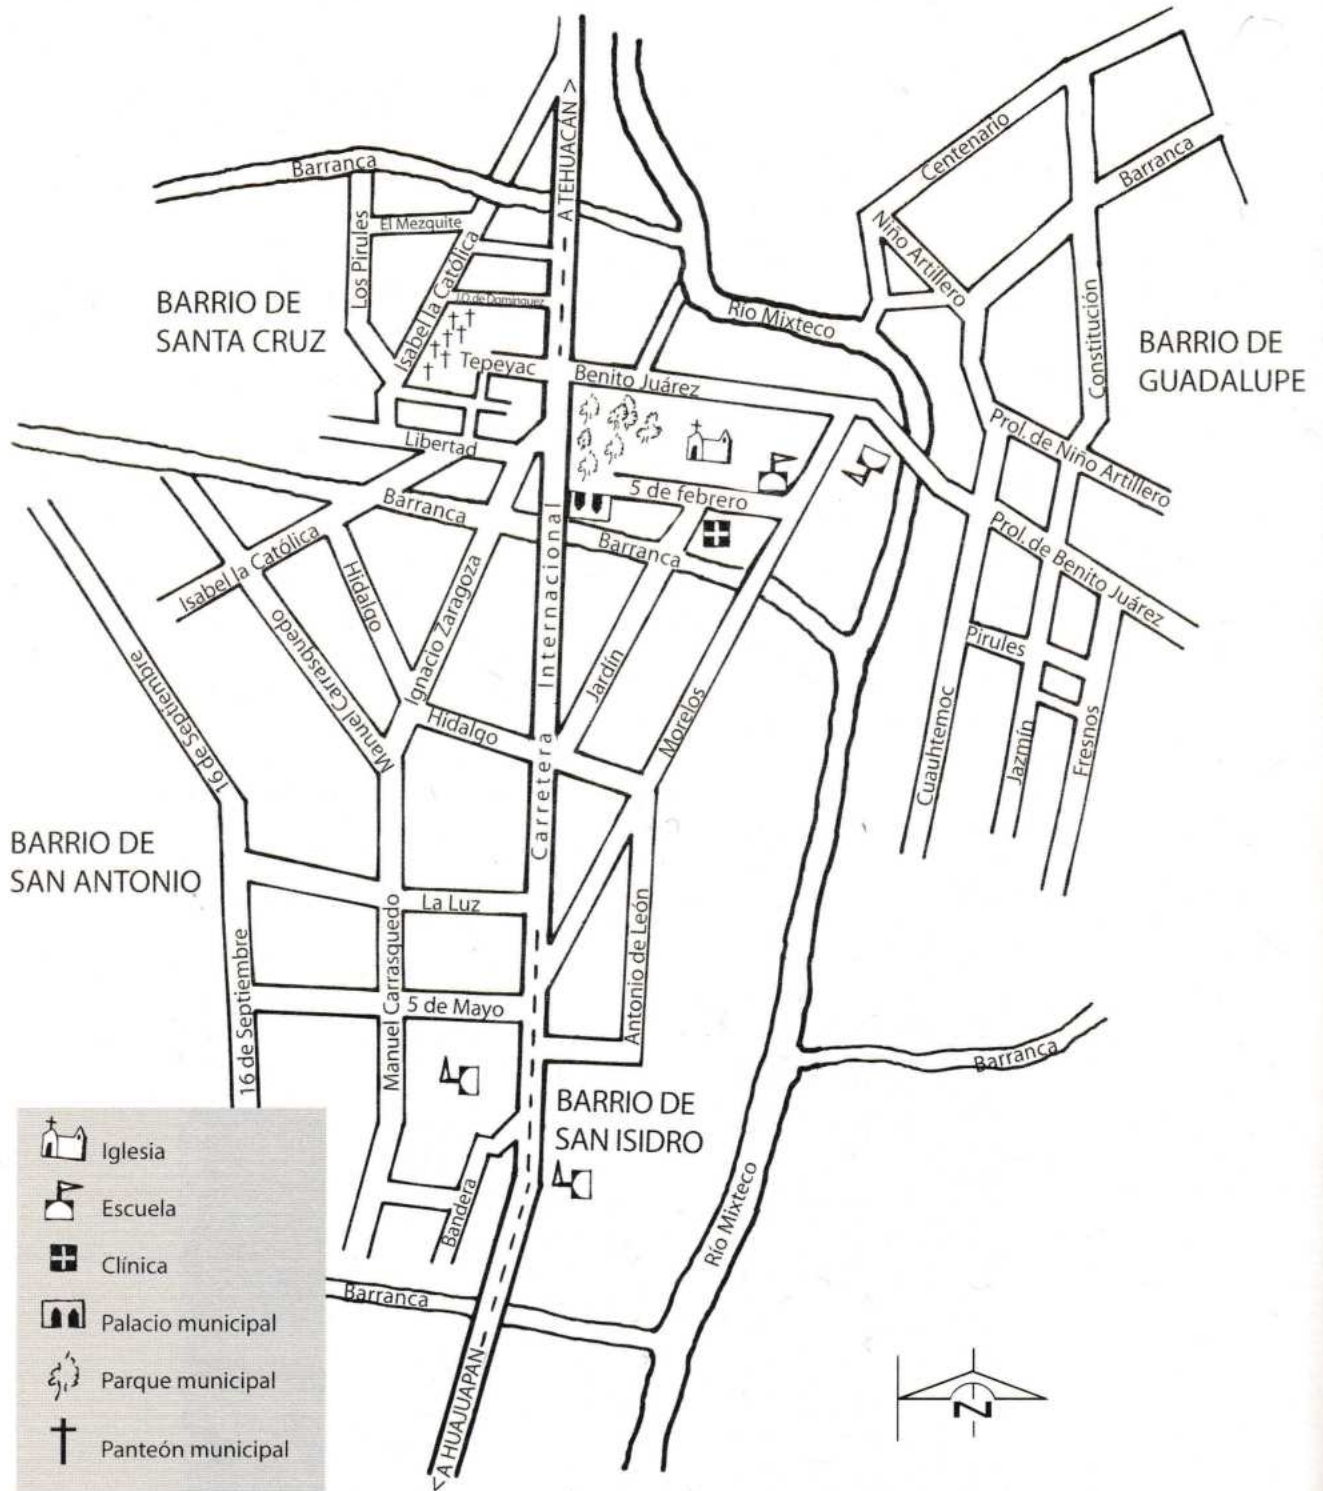 A TEHUACÁN >
Barranca
El Mezquite
Los Pirules
Isabel la Católica
J.O. de Domínguez
BARRIO DE
SANTA CRUZ
Tepeyac
Benito Juárez
Río Mixteco
Centenario
Barranca
Niño Artillero
Constitución
BARRIO DE
GUADALUPE
Prol. de Niño Artillero
Prol. de Benito Juárez
Libertad
5 de febrero
Barranca
Barranca
Isabel la Católica
Hidalgo
Ignacio Zaragoza
Manuel Carrasquedo
16 de Septiembre
Carretera Internacional
Jardín
Morelos
Hidalgo
Pirules
Cuauhtemoc
Jazmín
Fresnos
BARRIO DE
SAN ANTONIO
La Luz
Manuel Carrasquedo
16 de Septiembre
5 de Mayo
Antonio de León
Barranca
BARRIO DE
SAN ISIDRO
Bandera
Río Mixteco
Barranca
<A HUAJUAPAN
Iglesia
Escuela
Clínica
Palacio municipal
Parque municipal
Panteón municipal
N